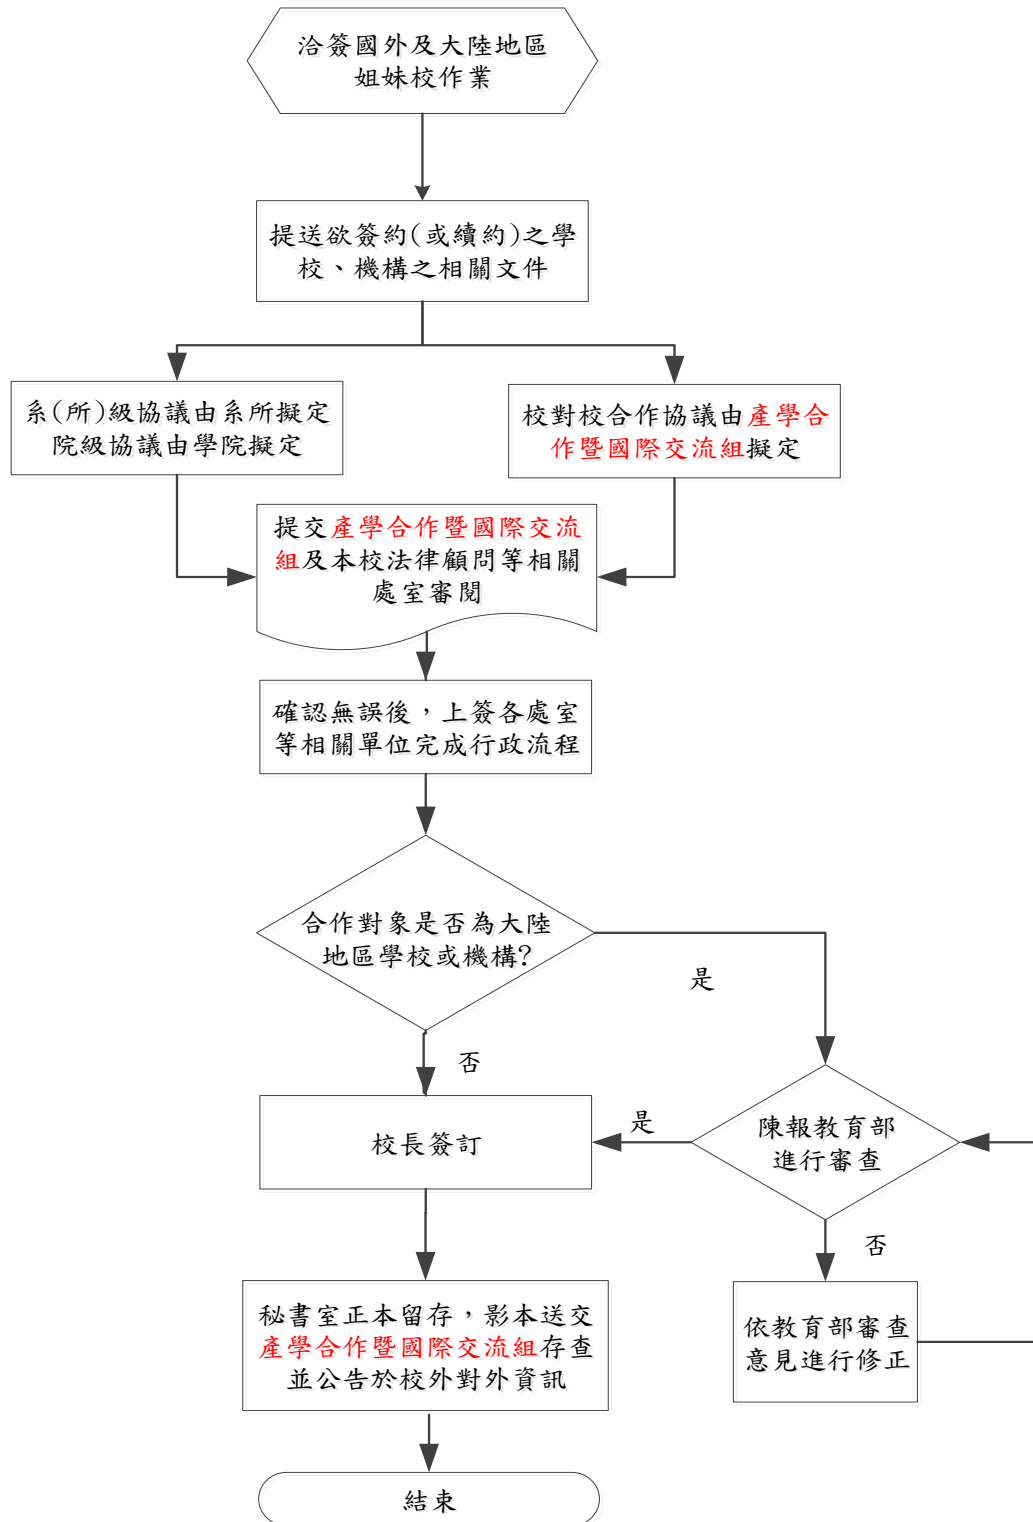 洽簽國外及大陸地區
姐妹校作業
提送欲簽約(或續約)之學
校、機構之相關文件
系(所)級協議由系所擬定
院級協議由學院擬定
校對校合作協議由產學合
作暨國際交流組擬定
提交產學合作暨國際交流
組及本校法律顧問等相關
處室審閱
確認無誤後，上簽各處室
等相關單位完成行政流程
合作對象是否為大陸
地區學校或機構?
是
否
校長簽訂
是
陳報教育部
進行審查
否
依教育部審查
意見進行修正
秘書室正本留存，影本送交
產學合作暨國際交流組存查
並公告於校外對外資訊
結束